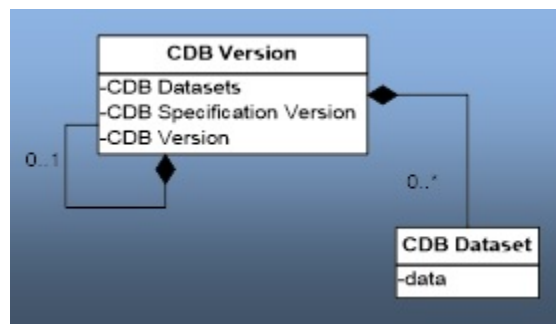 CDB Version
-CDB Datasets
-CDB Specification Version
-CDB Version
0..1
0..*
CDB Dataset
-data